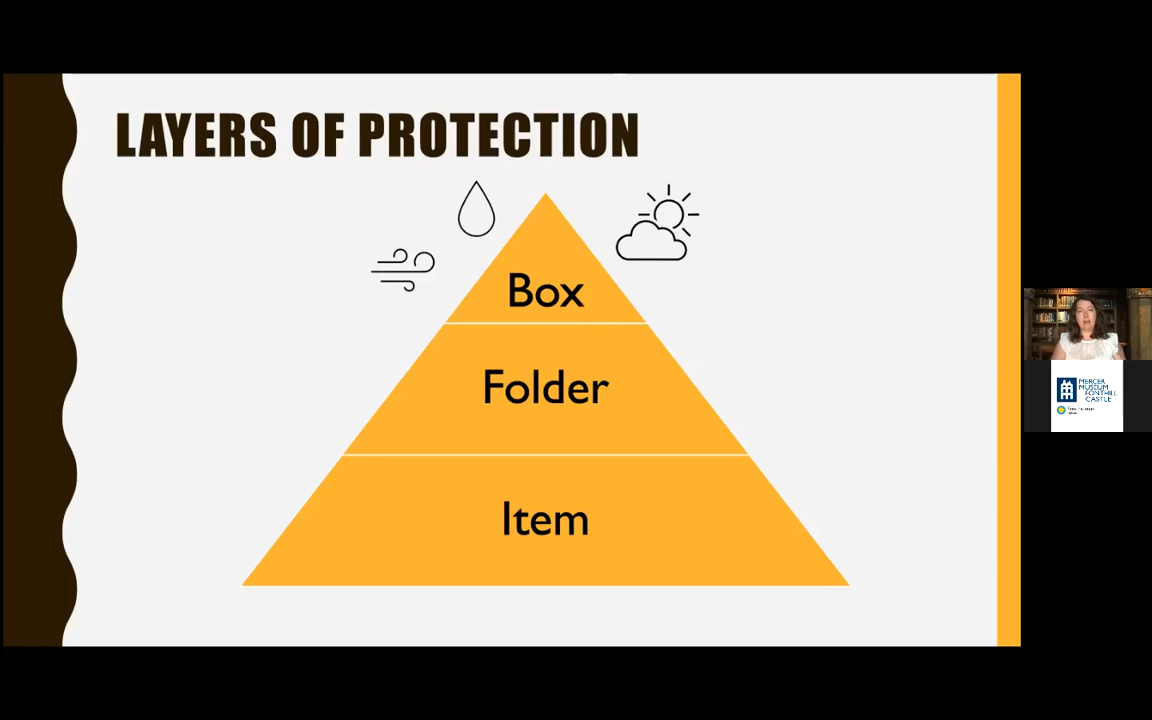 LAYERS OF PROTECTION
Box
Folder
Item
MERCER
MUSEUM
FONTHILL
CASTLE